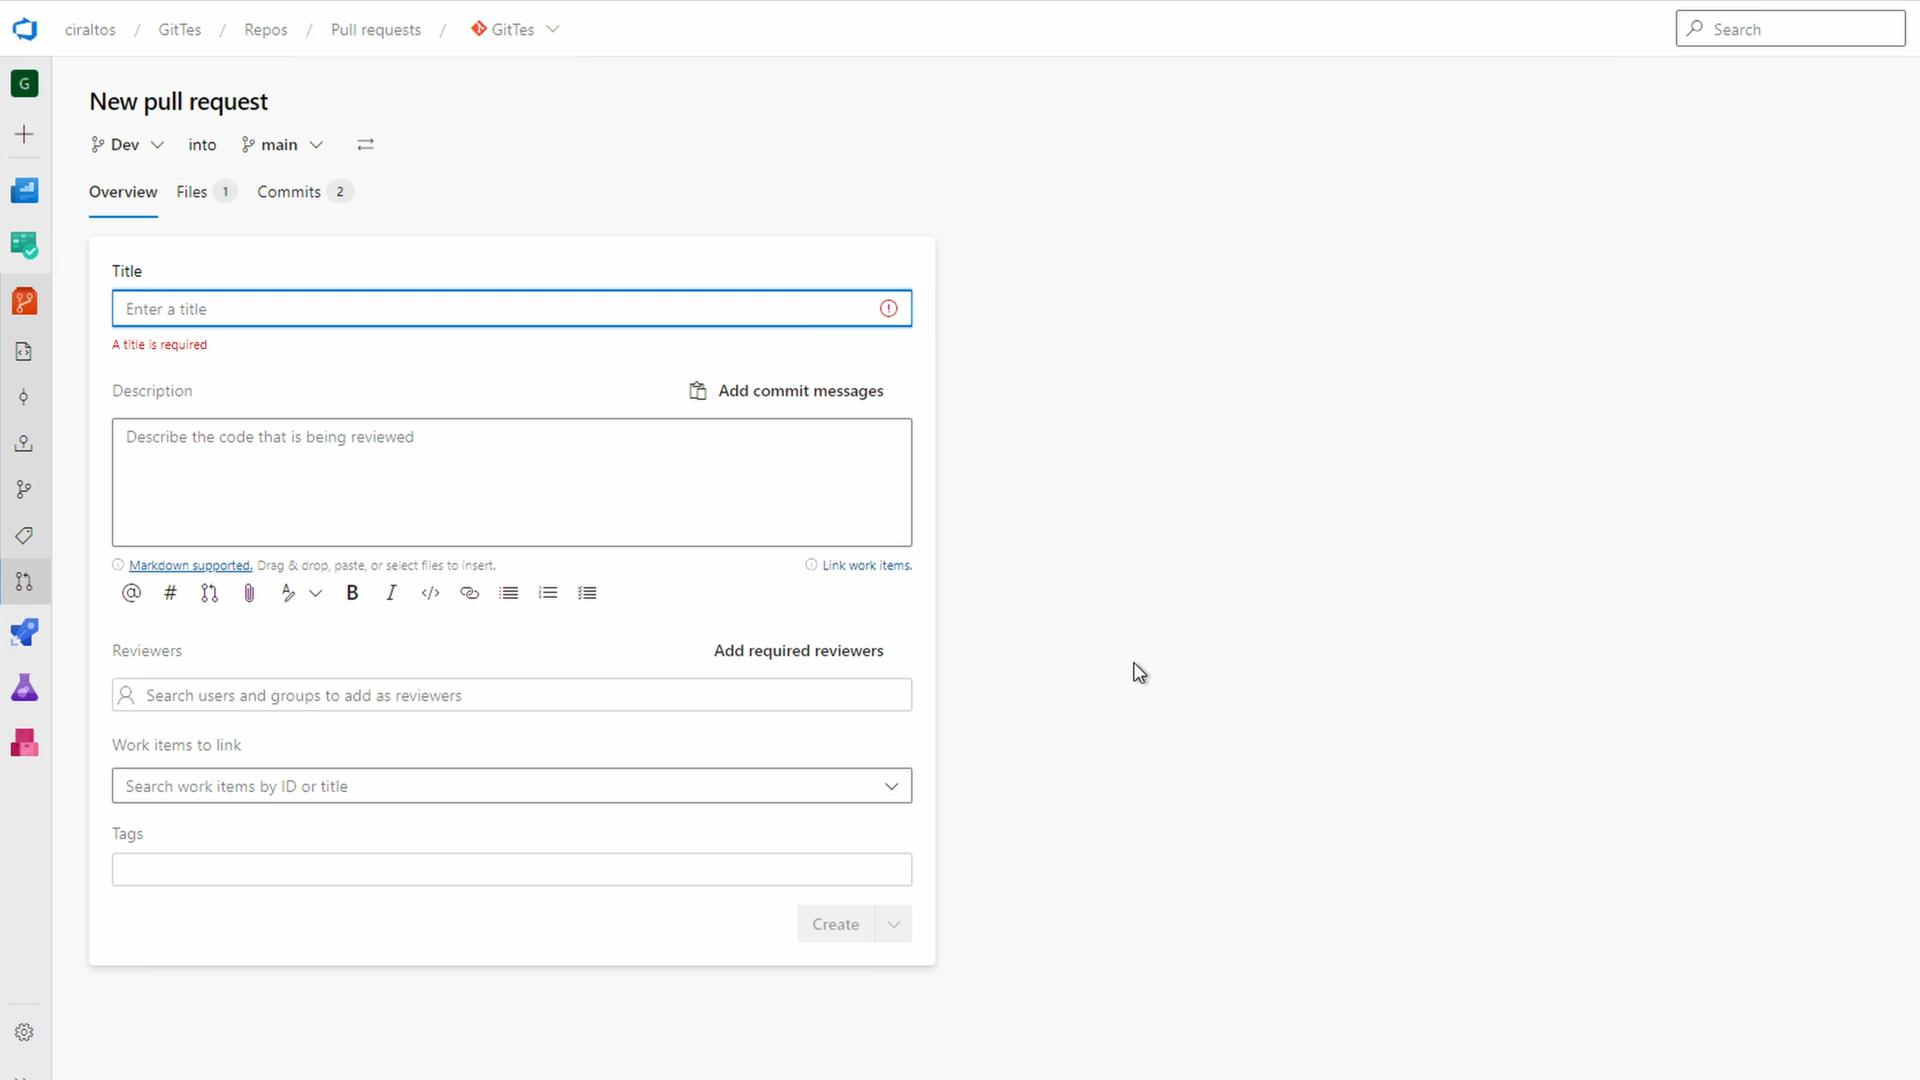 ciraltos / GitTes / Repos / Pull requests / GitTes
Search
G
New pull request
Dev into main
Overview Files 1 Commits 2
Title
Enter a title
A title is required
Description Add commit messages
Describe the code that is being reviewed
Markdown supported. Drag & drop, paste, or select files to insert. Link work items.
@ # B I </>
Reviewers Add required reviewers
Search users and groups to add as reviewers
Work items to link
Search work items by ID or title
Tags
Create